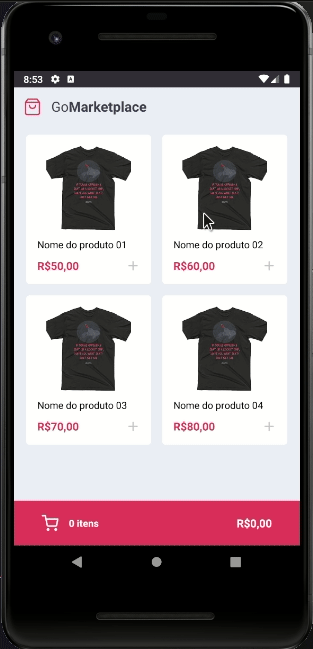 8:53
GoMarketplace
Nome do produto 01
R$50,00 +
Nome do produto 02
R$60,00 +
Nome do produto 03
R$70,00 +
Nome do produto 04
R$80,00 +
0 itens
R$0,00